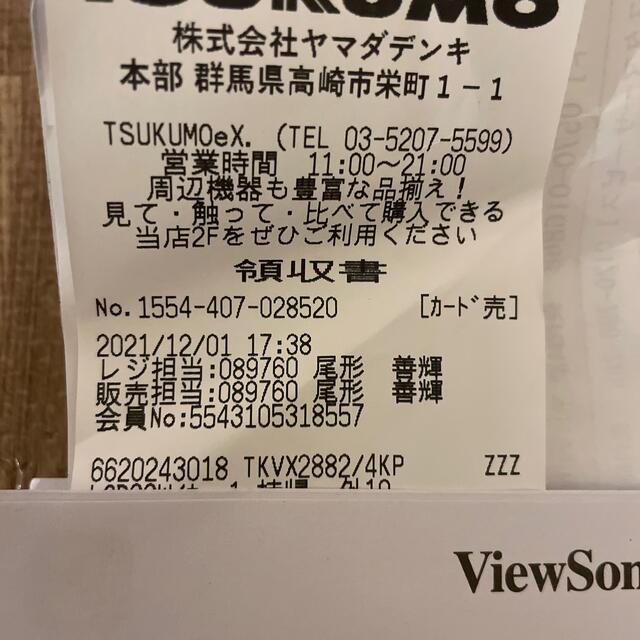 TSUKUMO
株式会社ヤマダデンキ
本部 群馬県高崎市栄町1-1
TSUKUMOeX. (TEL 03-5207-5599)
営業時間 11:00〜21:00
周辺機器も豊富な品揃え!
見て・触って・比べて購入できる
当店2Fをぜひご利用ください
領収書
No.1554-407-028520 [カード売]
2021/12/01 17:38
レジ担当:089760 尾形 善輝
販売担当:089760 尾形 善輝
会員No:5543105318557
6620243018 TKVX2882/4KP ZZZ
ViewSon